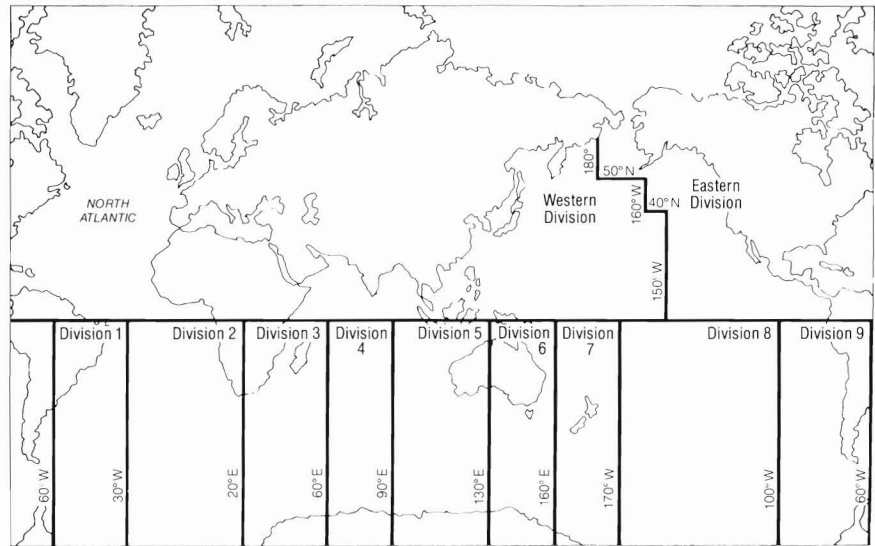 NORTH
ATLANTIC
Western
Division
Eastern
Division
180°
50° N
160° W
40° N
150° W
Division 1
Division 2
Division 3
Division
4
Division 5
Division
6
Division
7
Division 8
Division 9
60° W
30° W
20° E
60° E
90° E
130° E
160° E
170° W
100° W
60° W